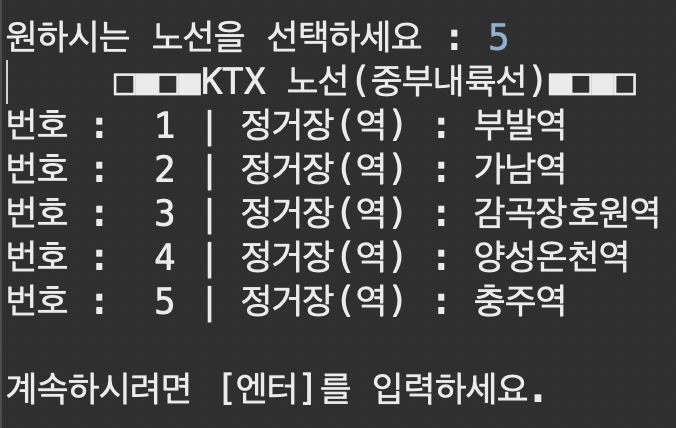 원하시는 노선을 선택하세요 : 5
□■□■KTX 노선(중부내륙선)■□■□
번호 :  1 | 정거장(역) : 부발역
번호 :  2 | 정거장(역) : 가남역
번호 :  3 | 정거장(역) : 감곡장호원역
번호 :  4 | 정거장(역) : 양성온천역
번호 :  5 | 정거장(역) : 충주역
계속하시려면 [엔터]를 입력하세요.